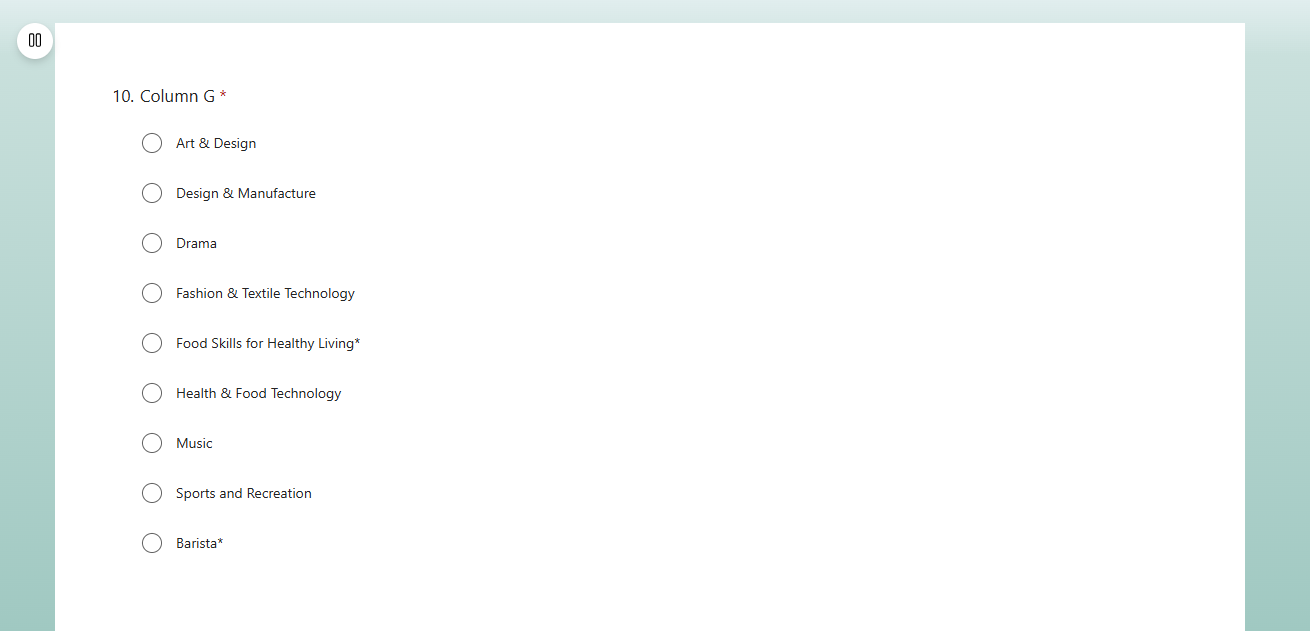 10. Column G *
Art & Design
Design & Manufacture
Drama
Fashion & Textile Technology
Food Skills for Healthy Living*
Health & Food Technology
Music
Sports and Recreation
Barista*